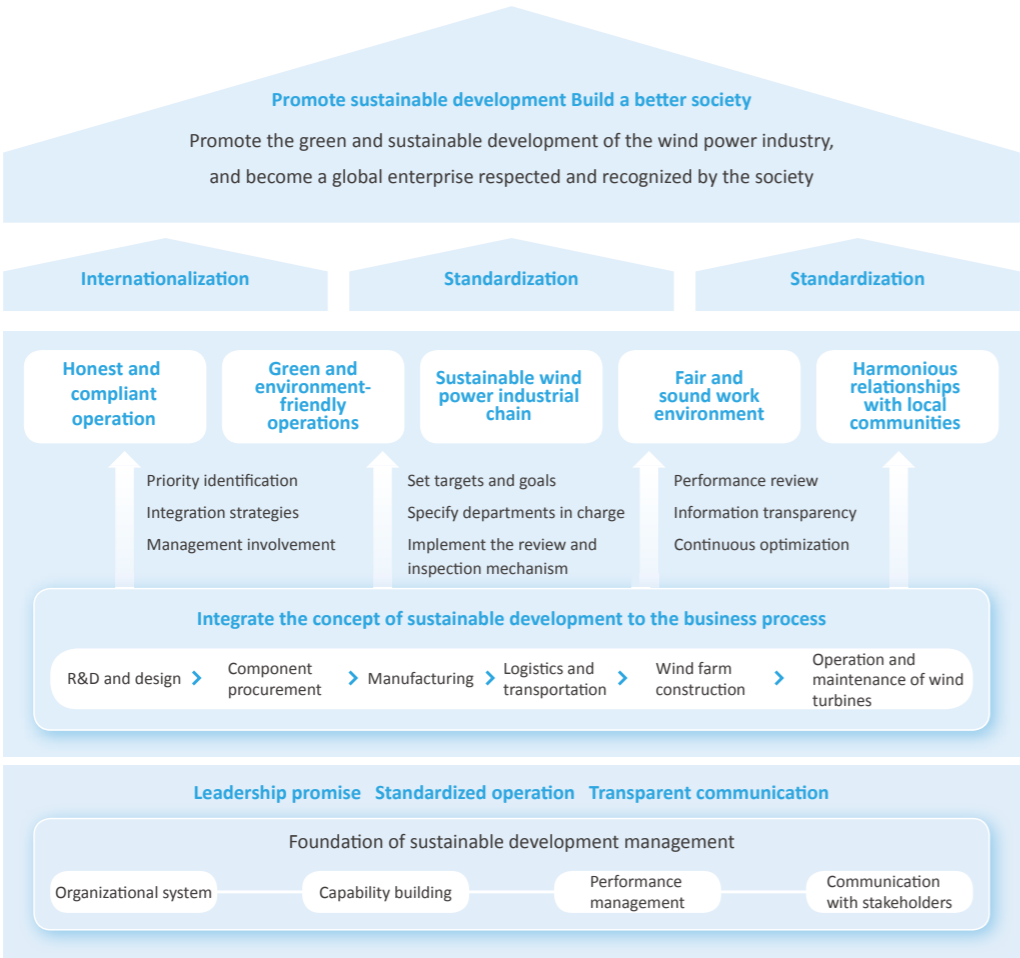 Promote sustainable development Build a better society
Promote the green and sustainable development of the wind power industry,
and become a global enterprise respected and recognized by the society
Internationalization
Standardization
Standardization
Honest and
compliant
operation
Green and
environment-
friendly
operations
Sustainable wind
power industrial
chain
Fair and
sound work
environment
Harmonious
relationships
with local
communities
Priority identification
Integration strategies
Management involvement
Set targets and goals
Specify departments in charge
Implement the review and
inspection mechanism
Performance review
Information transparency
Continuous optimization
Integrate the concept of sustainable development to the business process
R&D and design
Component
procurement
Manufacturing
Logistics and
transportation
Wind farm
construction
Operation and
maintenance of wind
turbines
Leadership promise Standardized operation Transparent communication
Foundation of sustainable development management
Organizational system
Capability building
Performance
management
Communication
with stakeholders